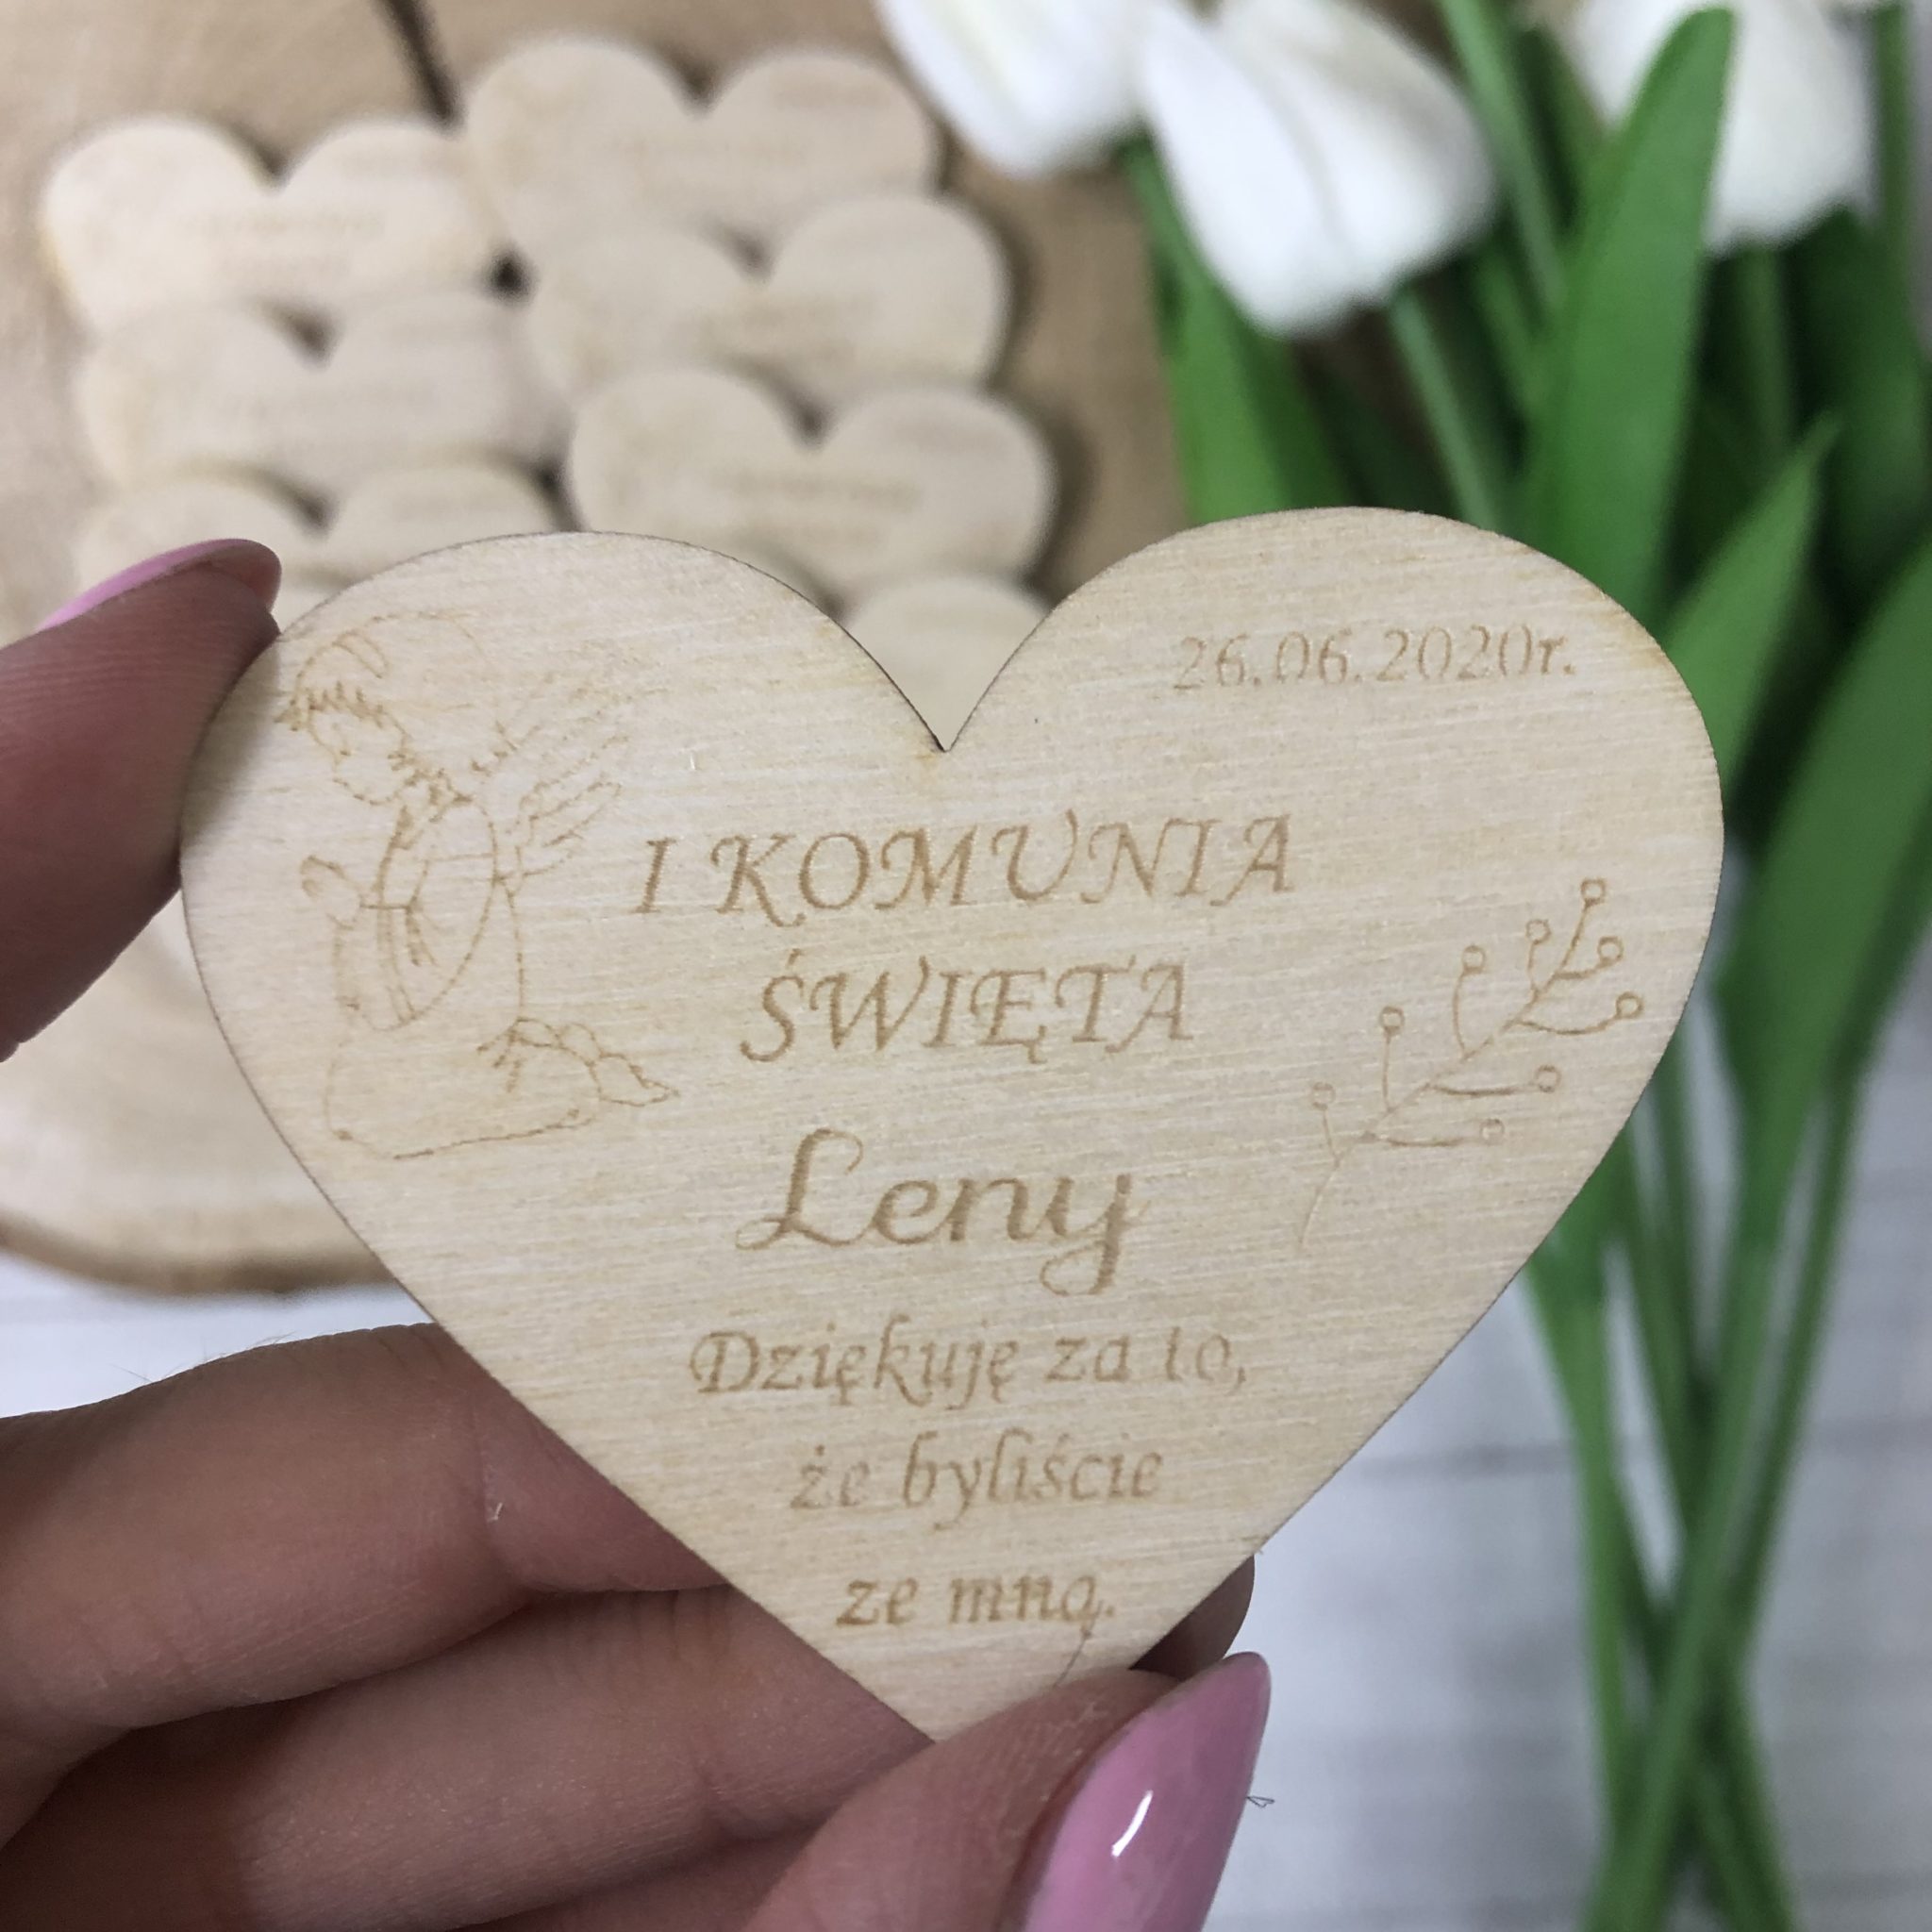 26.06.2020r.
I KOMUNIA
ŚWIĘTA
Leny
Dziękuję za to,
że byliście
ze mną.